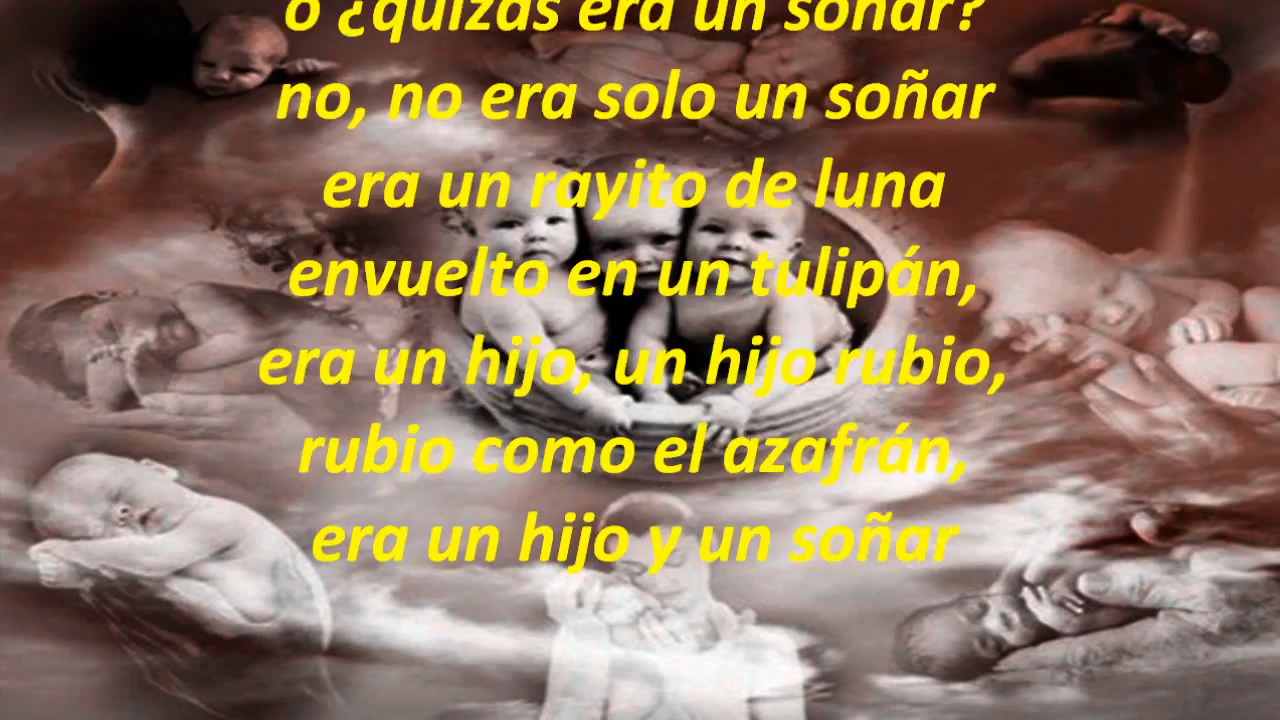 o ¿quizás era un soñar?
no, no era solo un soñar
era un rayito de luna
envuelto en un tulipán,
era un hijo, un hijo rubio,
rubio como el azafrán,
era un hijo y un soñar